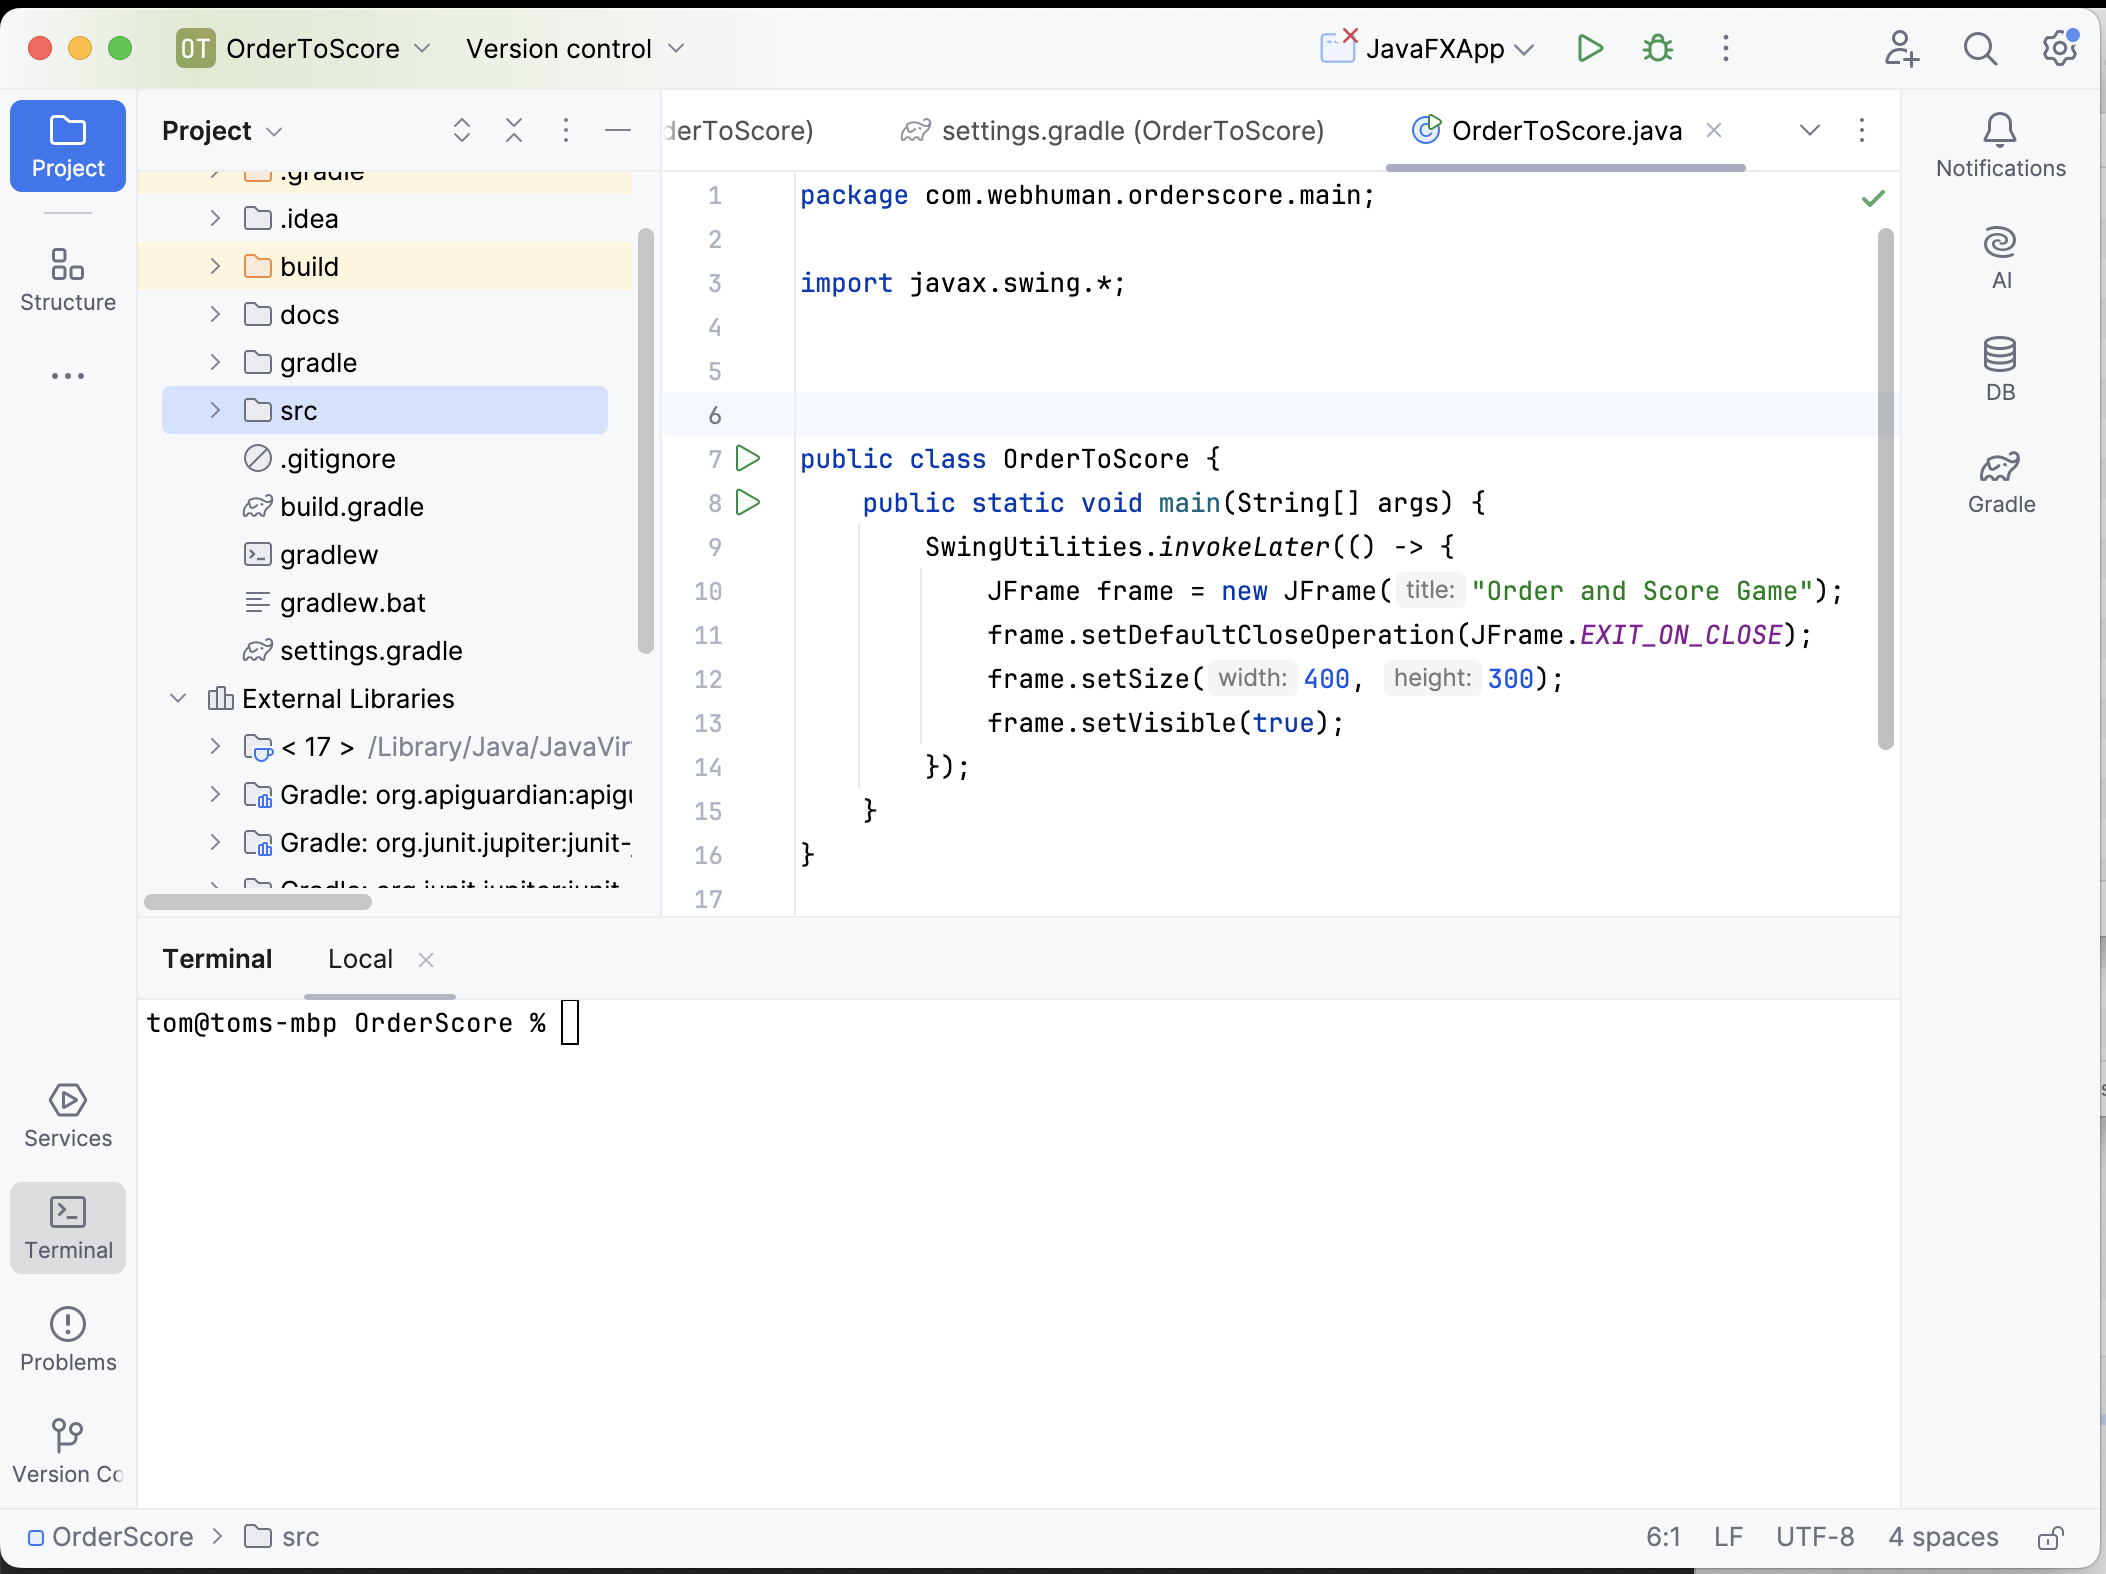 OT OrderToScore Version control JavaFXApp
Project
Structure
Project
.gradle
.idea
build
docs
gradle
src
.gitignore
build.gradle
gradlew
gradlew.bat
settings.gradle
External Libraries
< 17 > /Library/Java/JavaVir
Gradle: org.apiguardian:apigu
Gradle: org.junit.jupiter:junit-
Gradle: org.junit.jupiter:junit
derToScore) settings.gradle (OrderToScore) OrderToScore.java
1 package com.webhuman.orderscore.main;
2
3 import javax.swing.*;
4
5
6
7 public class OrderToScore {
8 public static void main(String[] args) {
9 SwingUtilities.invokeLater(() -> {
10 JFrame frame = new JFrame( title: "Order and Score Game");
11 frame.setDefaultCloseOperation(JFrame.EXIT_ON_CLOSE);
12 frame.setSize( width: 400, height: 300);
13 frame.setVisible(true);
14 });
15 }
16 }
17
Notifications
AI
DB
Gradle
Terminal Local
tom@toms-mbp OrderScore %
Services
Terminal
Problems
Version Co
OrderScore > src 6:1 LF UTF-8 4 spaces